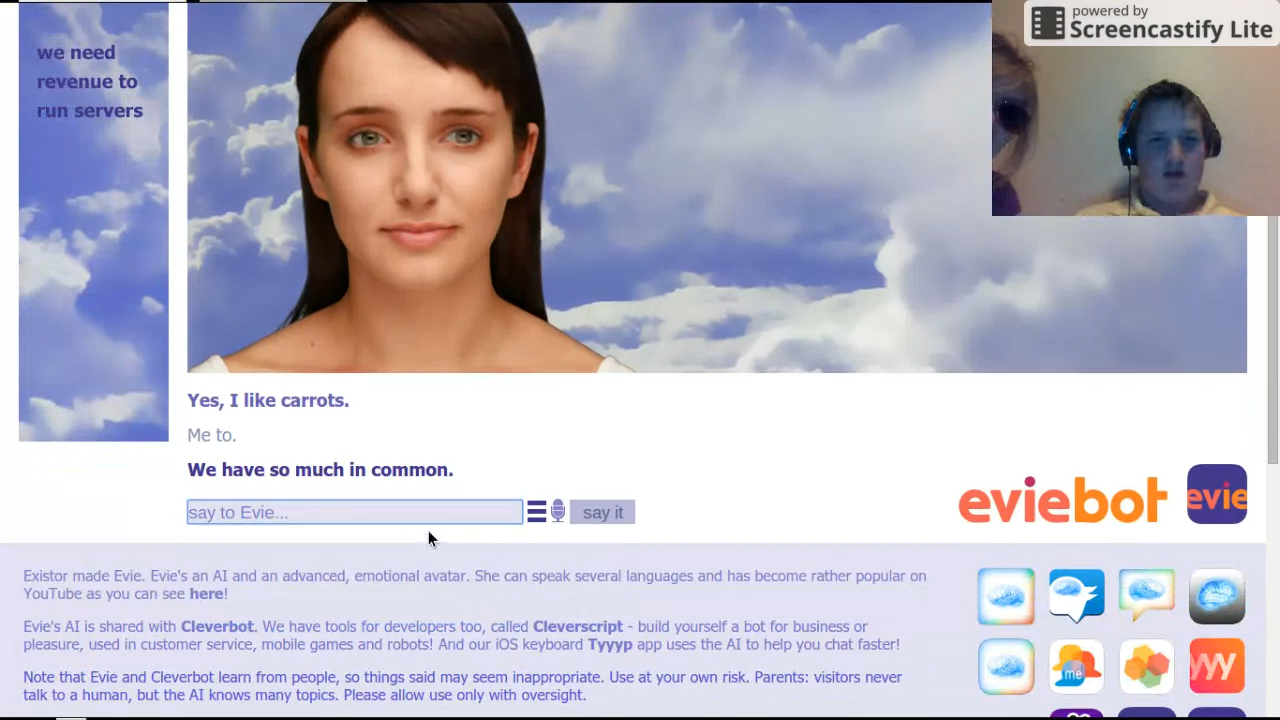 powered by
Screencastify Lite
we need
revenue to
run servers
Yes, I like carrots.
Me to.
We have so much in common.
say to Evie...
say it
eviebot
evie
Existor made Evie. Evie's an AI and an advanced, emotional avatar. She can speak several languages and has become rather popular on
YouTube as you can see here!
Evie's AI is shared with Cleverbot. We have tools for developers too, called Cleverscript - build yourself a bot for business or
pleasure, used in customer service, mobile games and robots! And our iOS keyboard Tyyyp app uses the AI to help you chat faster!
Note that Evie and Cleverbot learn from people, so things said may seem inappropriate. Use at your own risk. Parents: visitors never
talk to a human, but the AI knows many topics. Please allow use only with oversight.
me
yyy